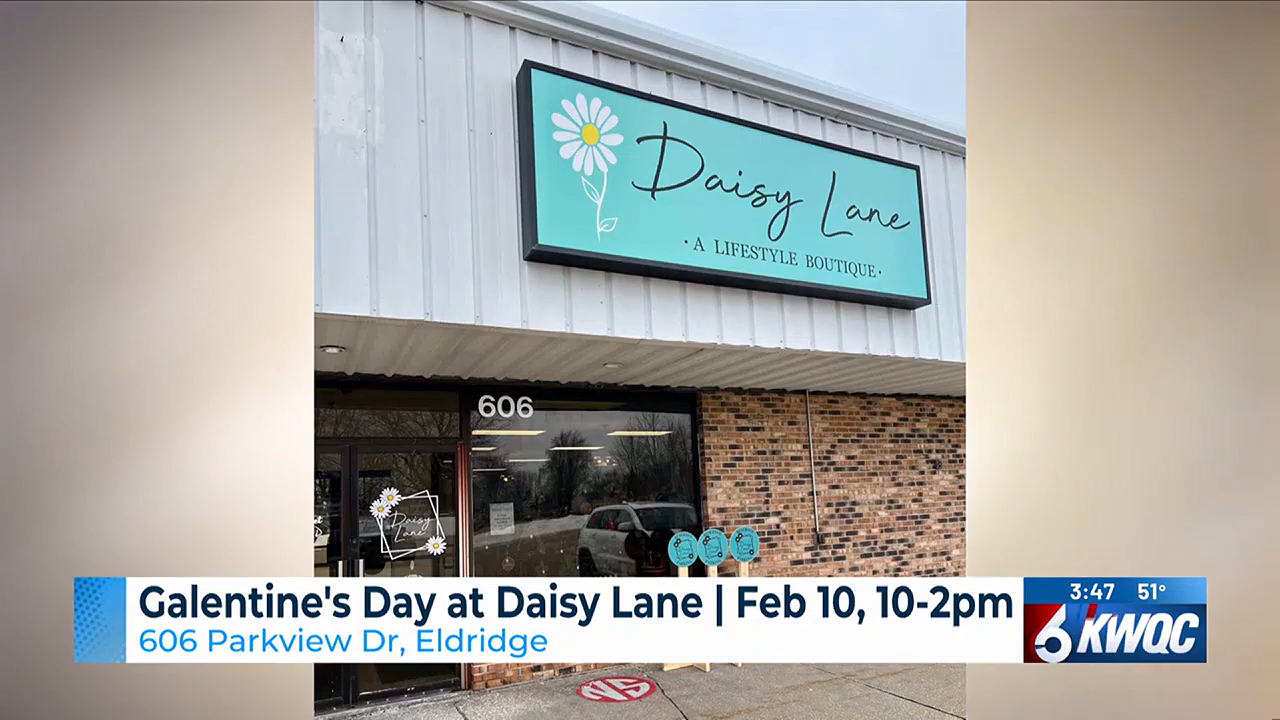 Daisy Lane
· A LIFESTYLE BOUTIQUE ·
606
Daisy
Lane
Galentine's Day at Daisy Lane | Feb 10, 10-2pm
606 Parkview Dr, Eldridge
3:47 51°
6 KWQC